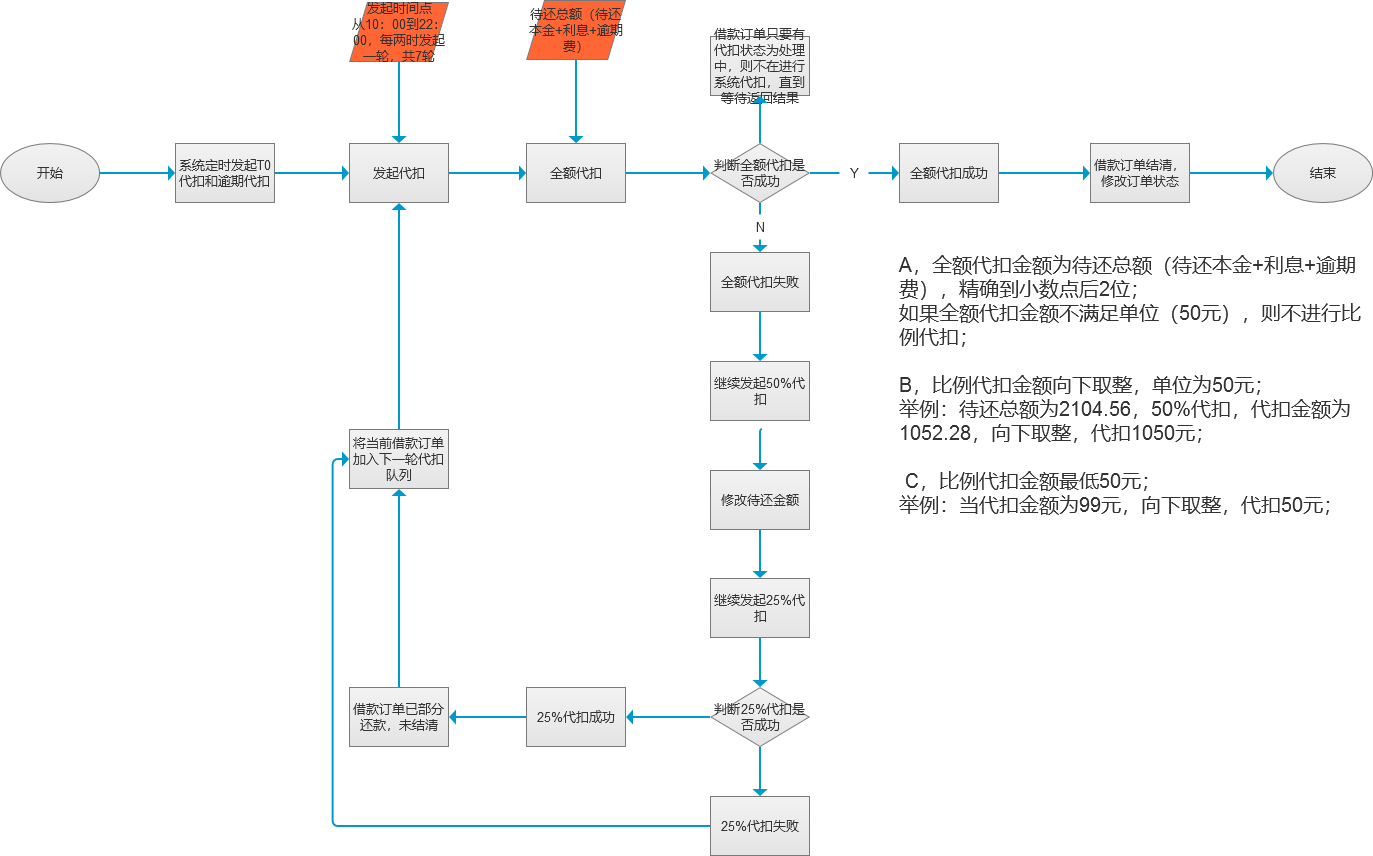 发起时间点
从10：00到22：
00，每两时发起
一轮，共7轮
待还总额（待还
本金+利息+逾期
费）
借款订单只要有
代扣状态为处理
中，则不在进行
系统代扣，直到
等待返回结果
开始
系统定时发起T0
代扣和逾期代扣
发起代扣
全额代扣
判断全额代扣是
否成功
Y
全额代扣成功
借款订单结清，
修改订单状态
结束
N
全额代扣失败
继续发起50%代
扣
将当前借款订单
加入下一轮代扣
队列
修改待还金额
继续发起25%代
扣
借款订单已部分
还款，未结清
25%代扣成功
判断25%代扣是
否成功
25%代扣失败
A，全额代扣金额为待还总额（待还本金+利息+逾期
费），精确到小数点后2位；
如果全额代扣金额不满足单位（50元），则不进行比
例代扣；
B，比例代扣金额向下取整，单位为50元；
举例：待还总额为2104.56，50%代扣，代扣金额为
1052.28，向下取整，代扣1050元；
C，比例代扣金额最低50元；
举例：当代扣金额为99元，向下取整，代扣50元；